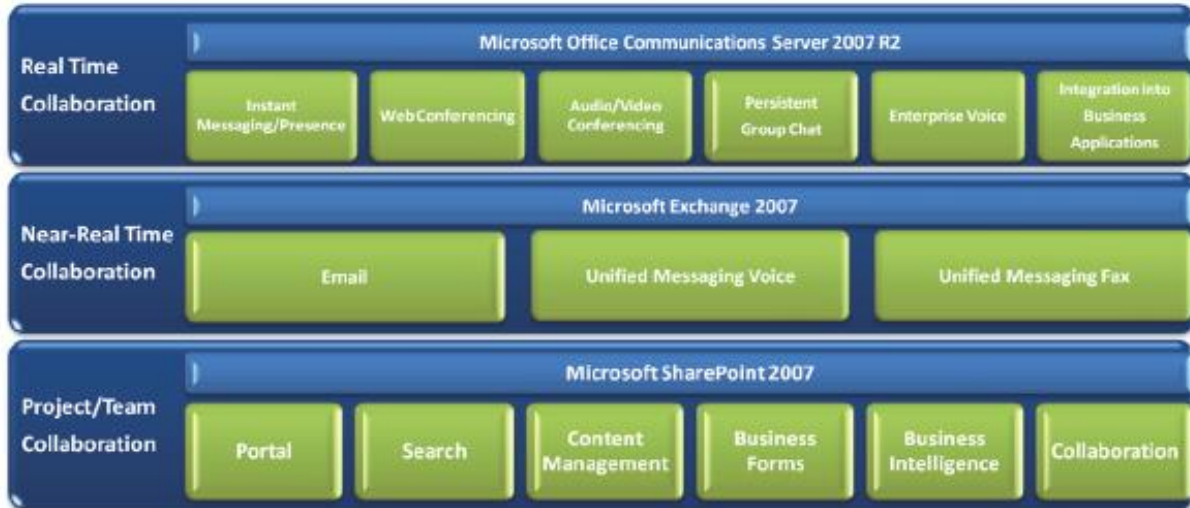 Real Time
Collaboration
Microsoft Office Communications Server 2007 R2
Instant
Messaging/Presence
Web Conferencing
Audio/Video
Conferencing
Persistent
Group Chat
Enterprise Voice
Integration into
Business
Applications
Near-Real Time
Collaboration
Microsoft Exchange 2007
Email
Unified Messaging Voice
Unified Messaging Fax
Project/Team
Collaboration
Microsoft SharePoint 2007
Portal
Search
Content
Management
Business
Forms
Business
Intelligence
Collaboration